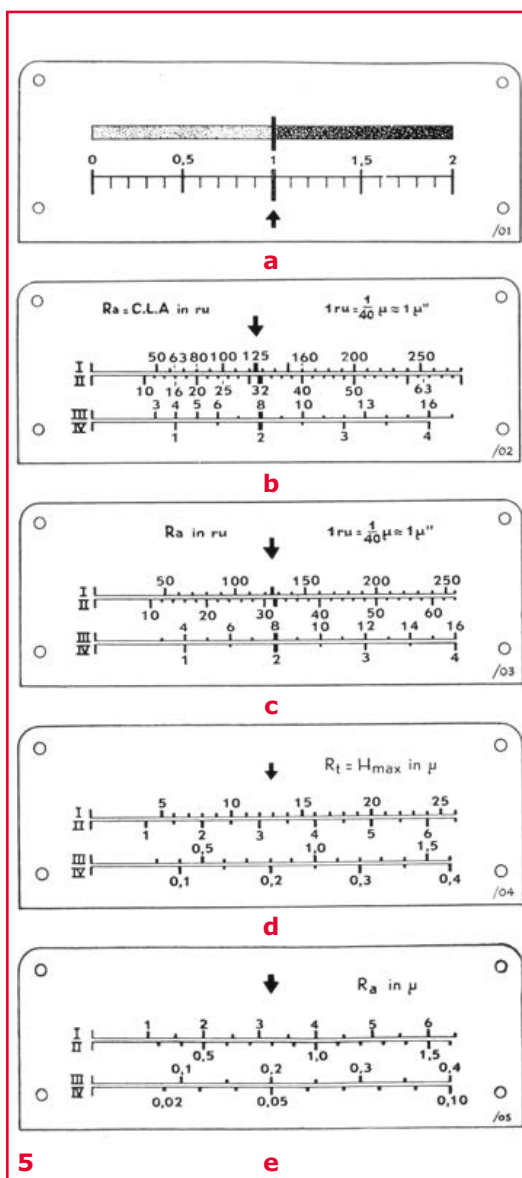 0 0,5 1 1,5 2
/01
a
Ra = C.L.A in ru 1 ru = 1/40 μ ≈ 1 μ"
50 63 80 100 125 160 200 250
I
II
10 16 20 25 32 40 50 63
3 4 5 6 8 10 13 16
III
IV
1 2 3 4
/02
b
Ra in ru 1 ru = 1/40 μ ≈ 1 μ"
50 100 150 200 250
I
II
10 20 30 40 50 60
4 6 8 10 12 14 16
III
IV
1 2 3 4
/03
c
Rt = Hmax in μ
5 10 15 20 25
I
II
1 2 3 4 5 6
III 0,5 1,0 1,5
IV
0,1 0,2 0,3 0,4
/04
d
Ra in μ
1 2 3 4 5 6
I
II
0,5 1,0 1,5
0,1 0,2 0,3 0,4
III
IV
0,02 0,05 0,10
/05
5 e